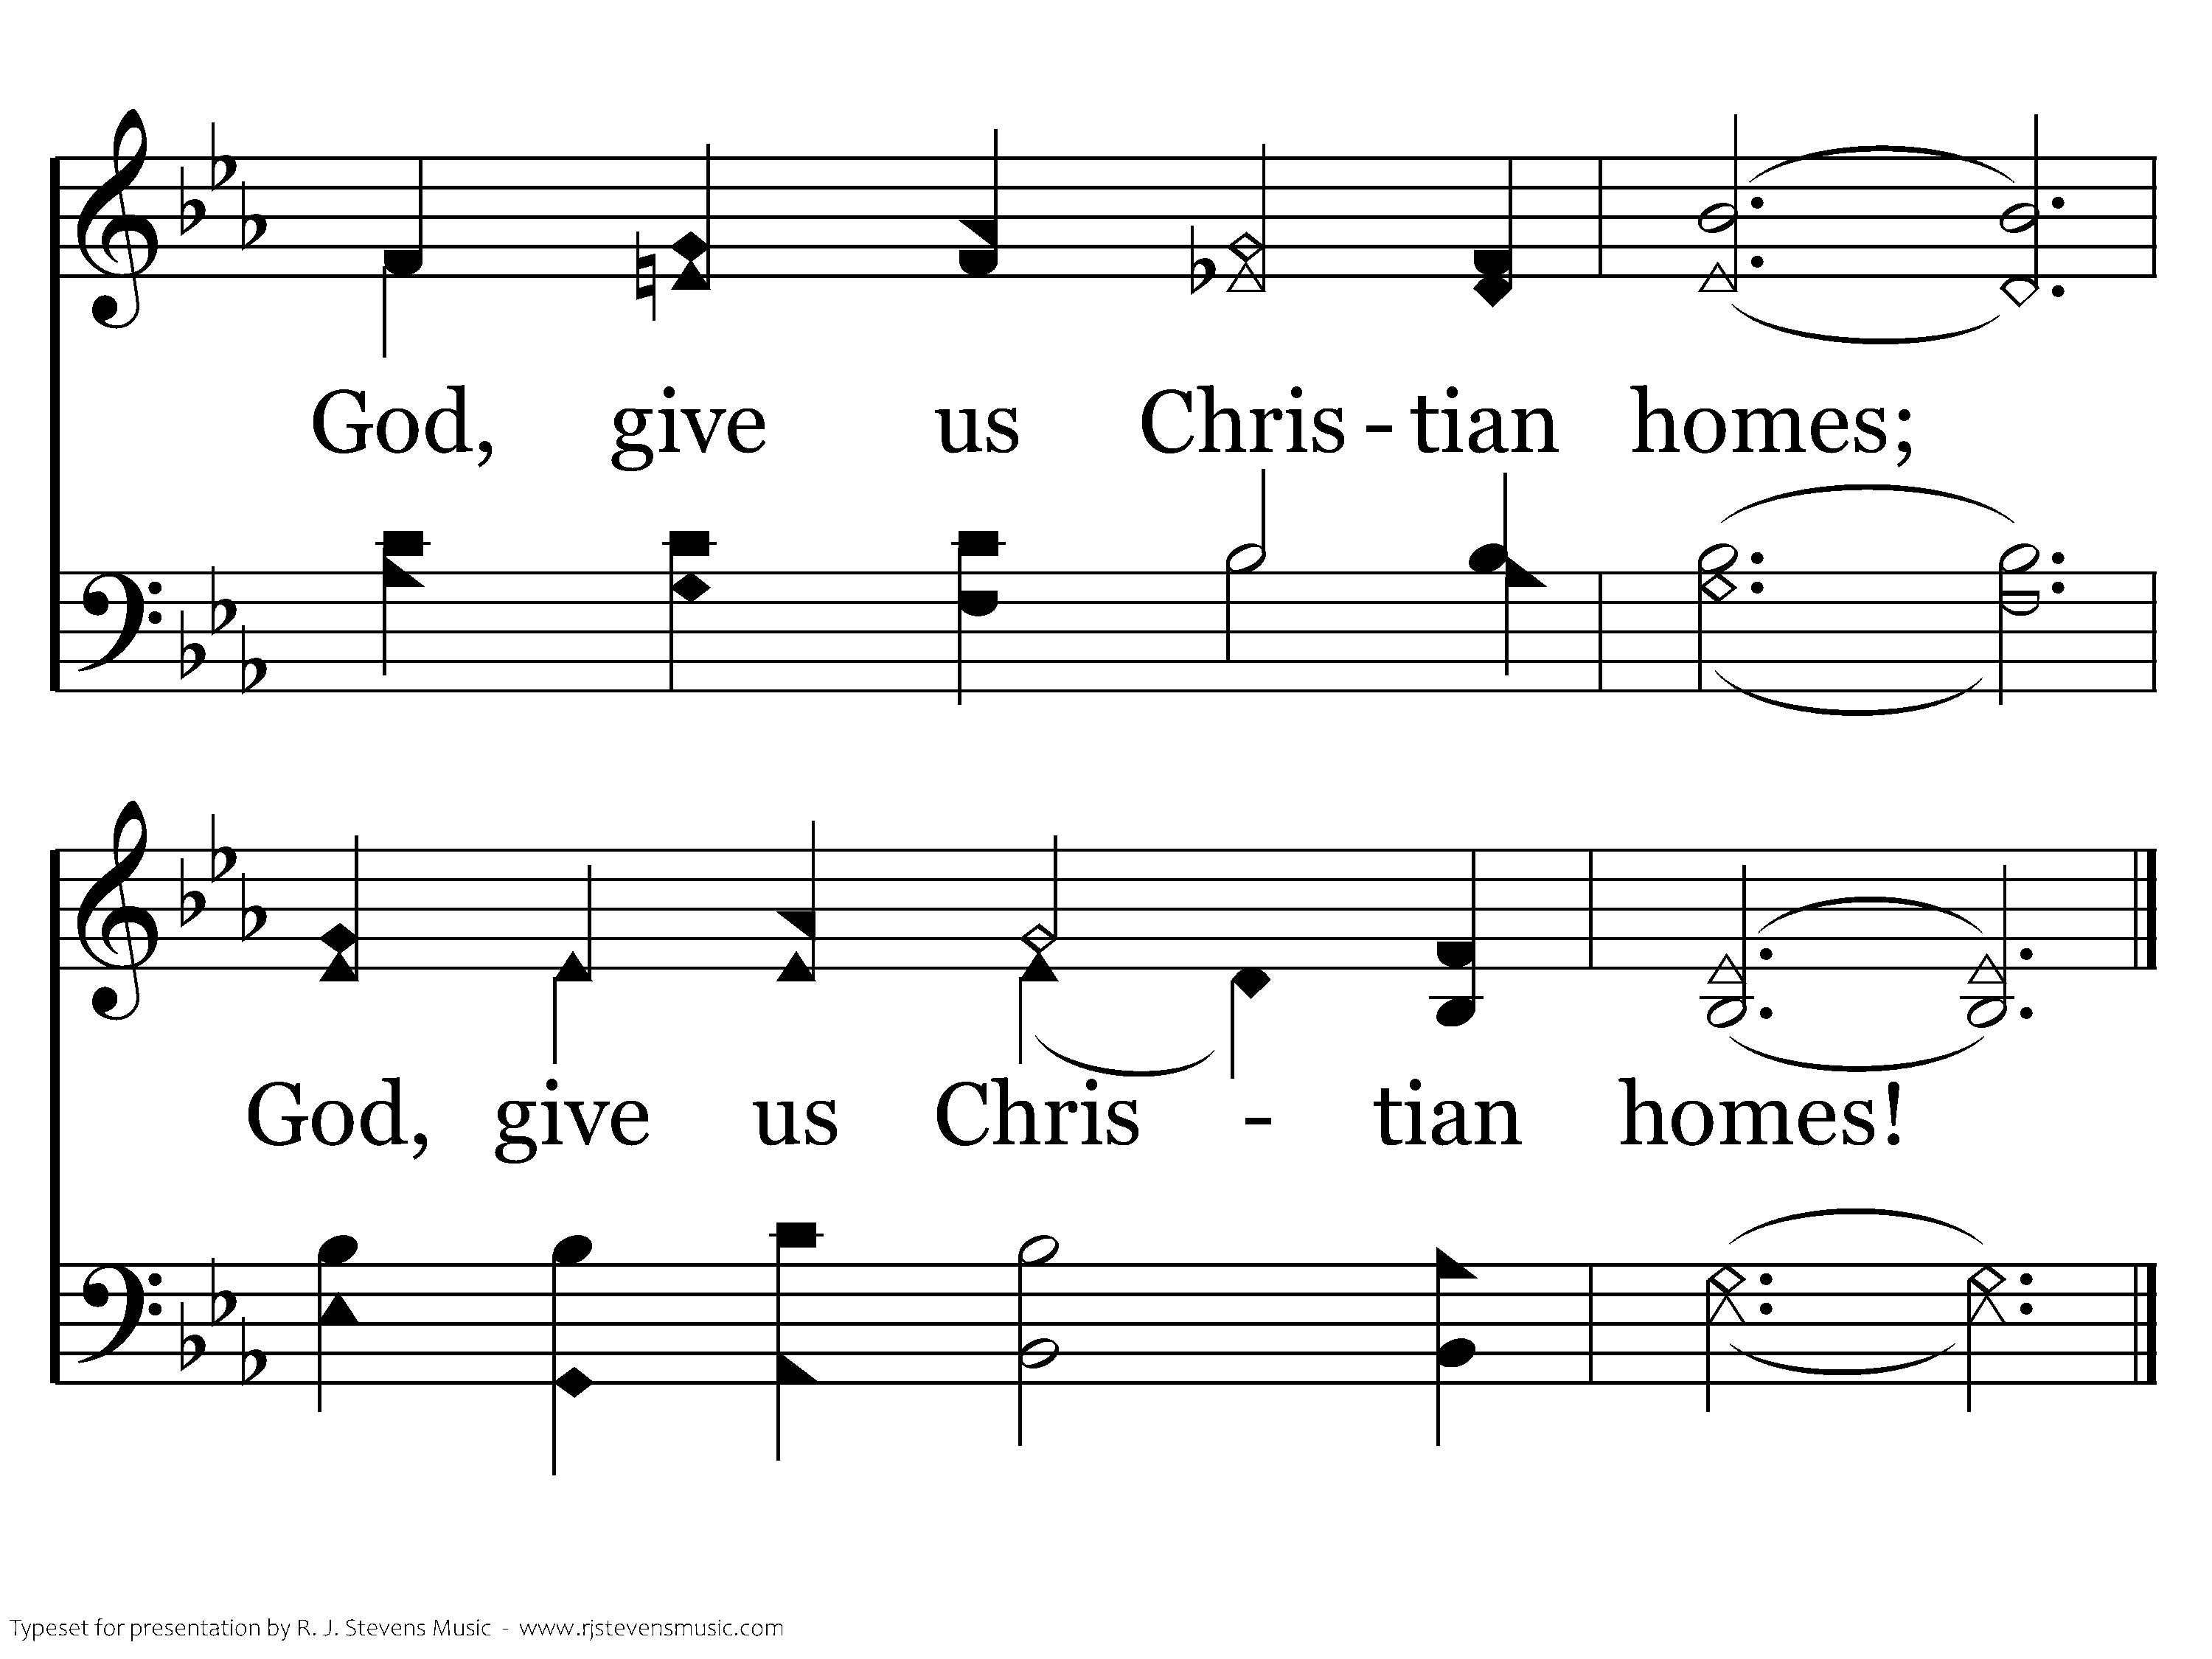 God, give us Chris - tian homes;
God, give us Chris - tian homes!
Typeset for presentation by R. J. Stevens Music - www.rjstevensmusic.com